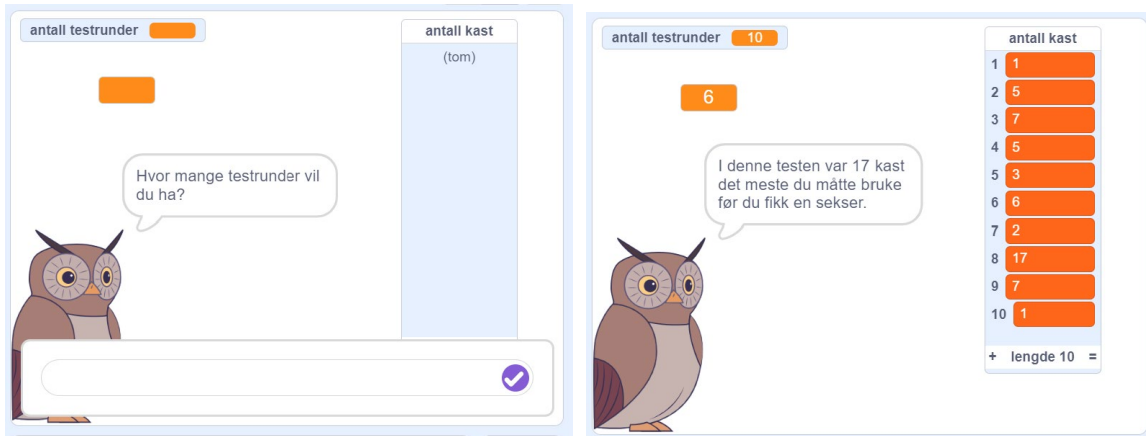 antall testrunder
antall kast
(tom)
Hvor mange testrunder vil
du ha?
antall testrunder 10
6
I denne testen var 17 kast
det meste du måtte bruke
før du fikk en sekser.
antall kast
1 1
2 5
3 7
4 5
5 3
6 6
7 2
8 17
9 7
10 1
+ lengde 10 =